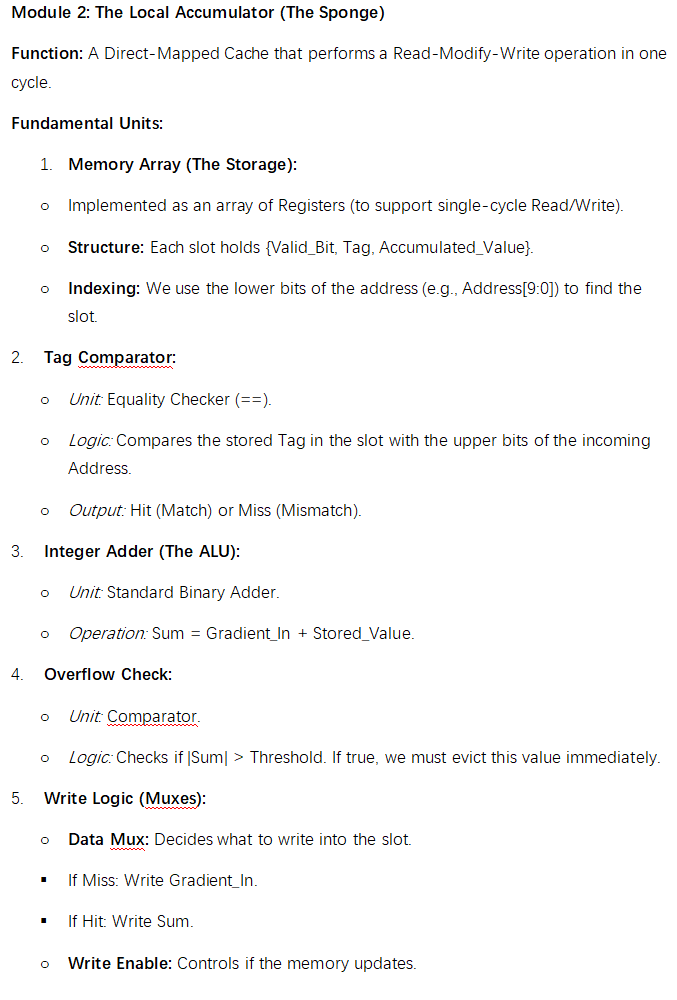 Module 2: The Local Accumulator (The Sponge)
Function: A Direct-Mapped Cache that performs a Read-Modify-Write operation in one
cycle.
Fundamental Units:
1. Memory Array (The Storage):
o Implemented as an array of Registers (to support single-cycle Read/Write).
o Structure: Each slot holds {Valid_Bit, Tag, Accumulated_Value}.
o Indexing: We use the lower bits of the address (e.g., Address[9:0]) to find the
slot.
2. Tag Comparator:
o Unit: Equality Checker (==).
o Logic: Compares the stored Tag in the slot with the upper bits of the incoming
Address.
o Output: Hit (Match) or Miss (Mismatch).
3. Integer Adder (The ALU):
o Unit: Standard Binary Adder.
o Operation: Sum = Gradient_In + Stored_Value.
4. Overflow Check:
o Unit: Comparator.
o Logic: Checks if |Sum| > Threshold. If true, we must evict this value immediately.
5. Write Logic (Muxes):
o Data Mux: Decides what to write into the slot.
▪ If Miss: Write Gradient_In.
▪ If Hit: Write Sum.
o Write Enable: Controls if the memory updates.